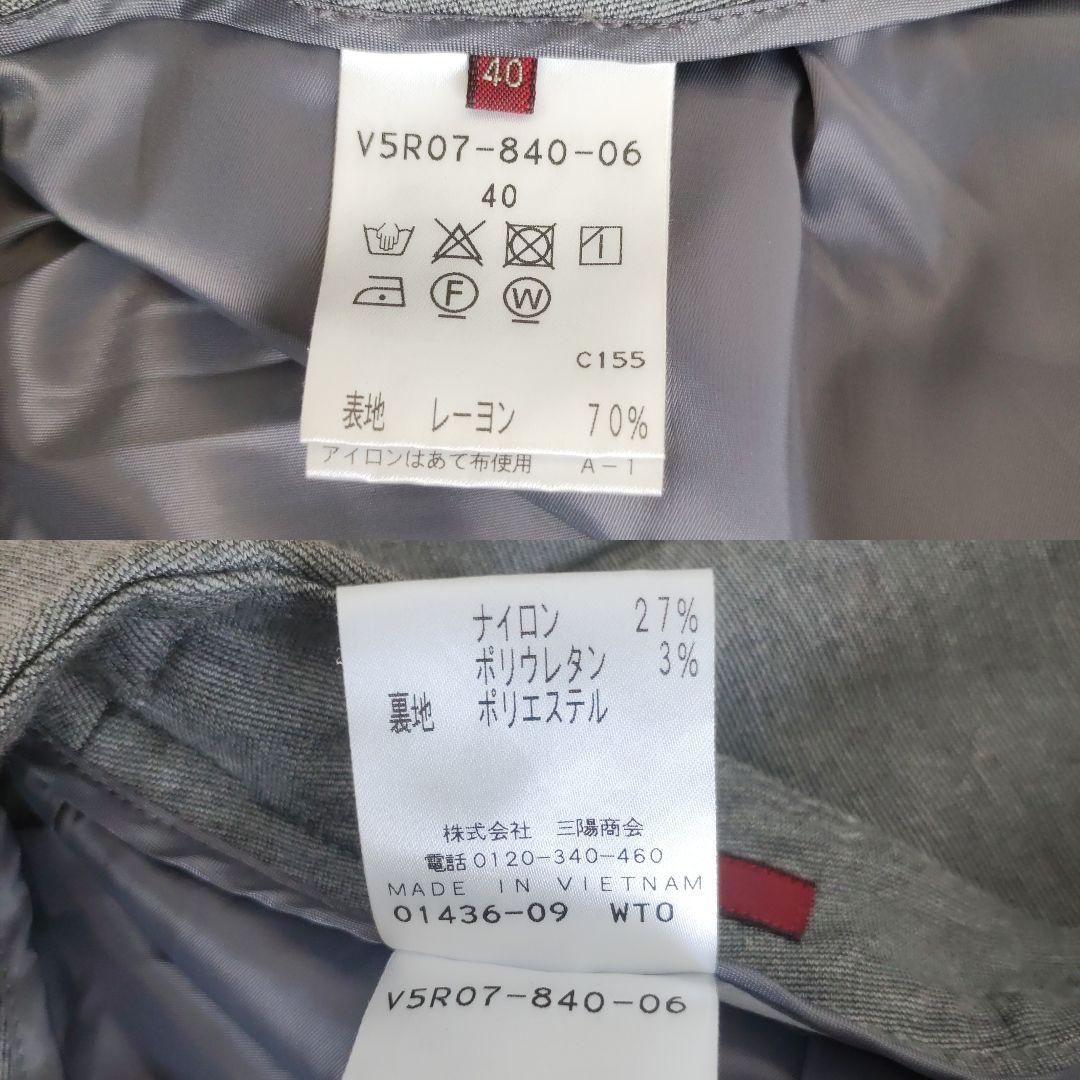 40
V5R07-840-06
40
F W
C155
表地 レーヨン 70%
アイロンはあて布使用 A-1
ナイロン 27%
ポリウレタン 3%
裏地 ポリエステル
株式会社 三陽商会
電話0120-340-460
MADE IN VIETNAM
01436-09 WTO
V5R07-840-06